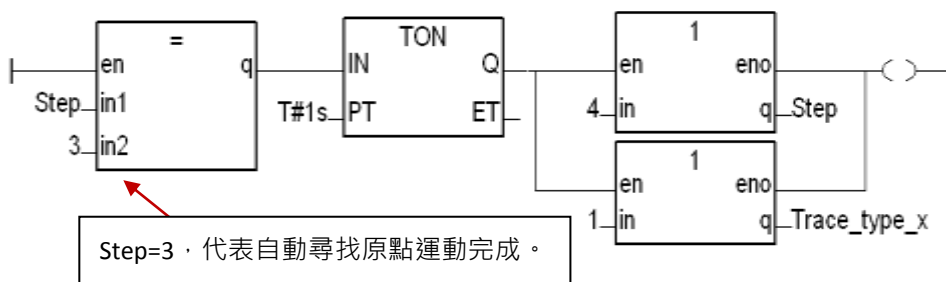 = TON 1
en q IN Q en eno
Step in1 T#1s PT ET 4 in q Step
3 in2 1
en eno
1 in q Trace_type_x
Step=3，代表自動尋找原點運動完成。